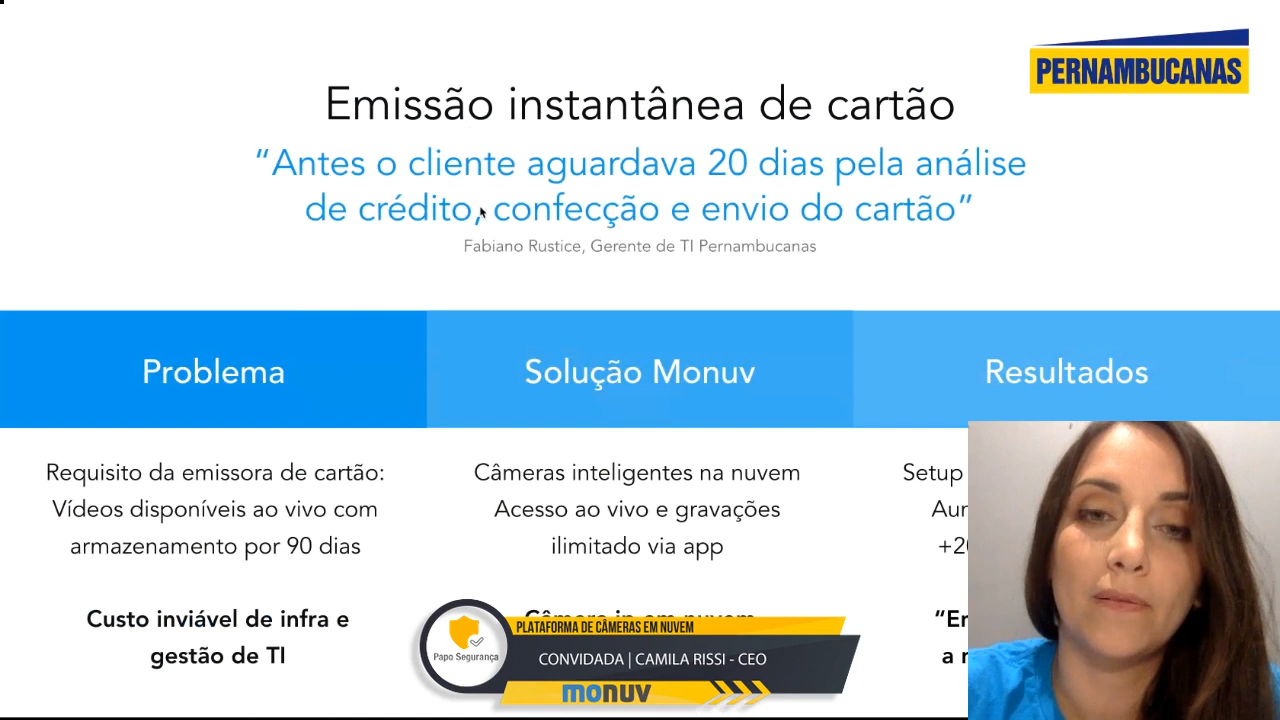 PERNAMBUCANAS
Emissão instantânea de cartão
“Antes o cliente aguardava 20 dias pela análise
de crédito, confecção e envio do cartão”
Fabiano Rustice, Gerente de TI Pernambucanas
Problema
Solução Monuv
Resultados
Requisito da emissora de cartão:
Vídeos disponíveis ao vivo com
armazenamento por 90 dias
Custo inviável de infra e
gestão de TI
Câmeras inteligentes na nuvem
Acesso ao vivo e gravações
ilimitado via app
Setup
PLATAFORMA DE CÂMERAS EM NUVEM
Papo Segurança
CONVIDADA | CAMILA RISSI - CEO
monuv